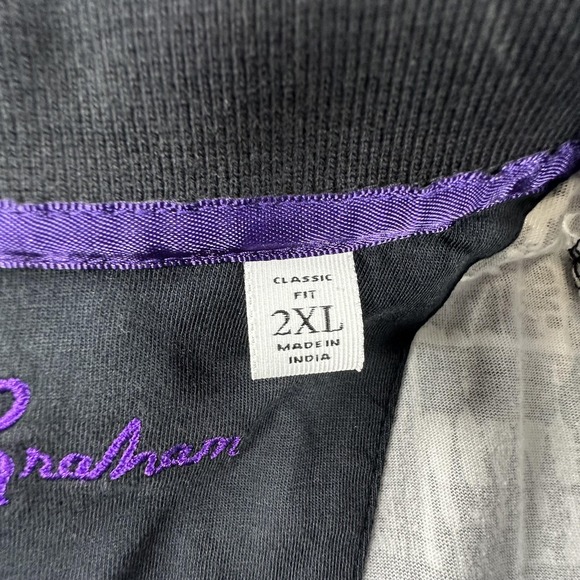 CLASSIC
FIT
2XL
MADE IN
INDIA
Graham